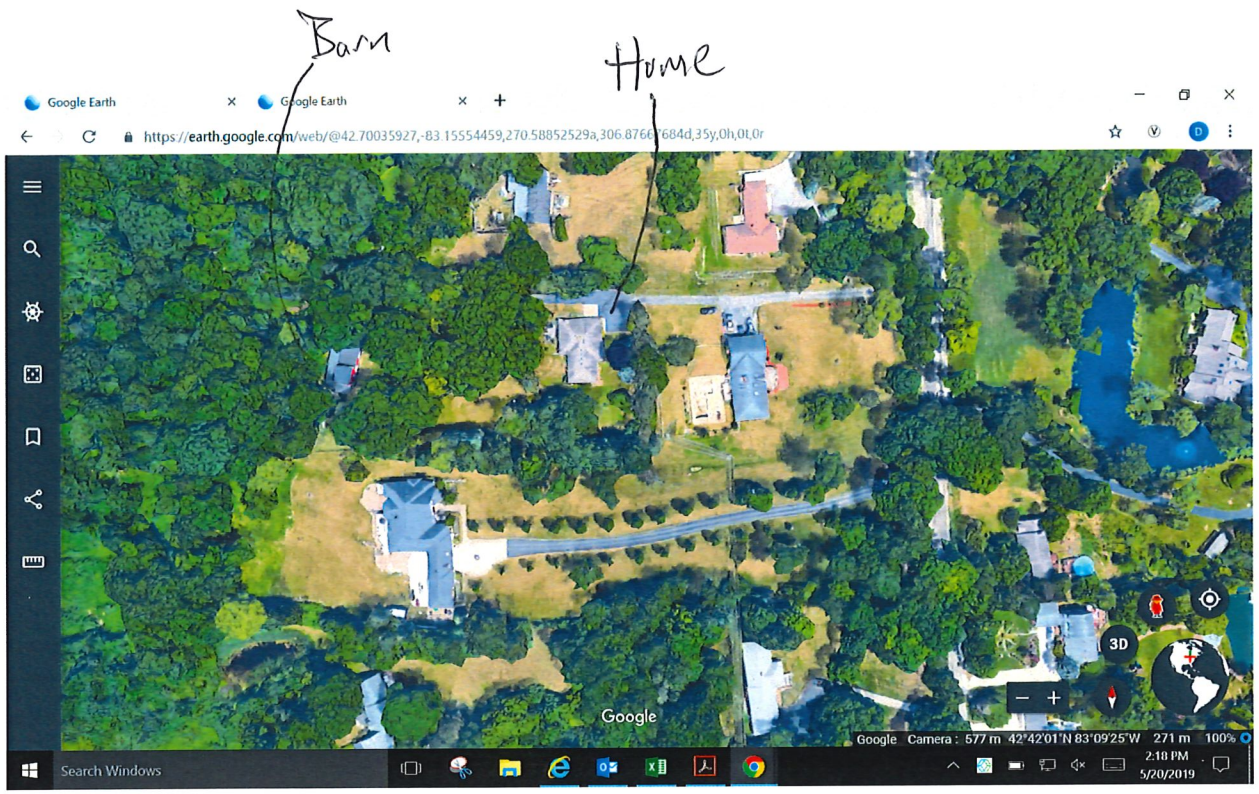 Barn
Home
Google Earth
Google Earth
https://earth.google.com/web/@42.70035927,-83.15554459,270.58852529a,306.87667684d,35y,0h,0t,0r
D
3D
Google
Google Camera : 577 m 42°42'01"N 83°09'25"W 271 m 100%
Search Windows
2:18 PM
5/20/2019